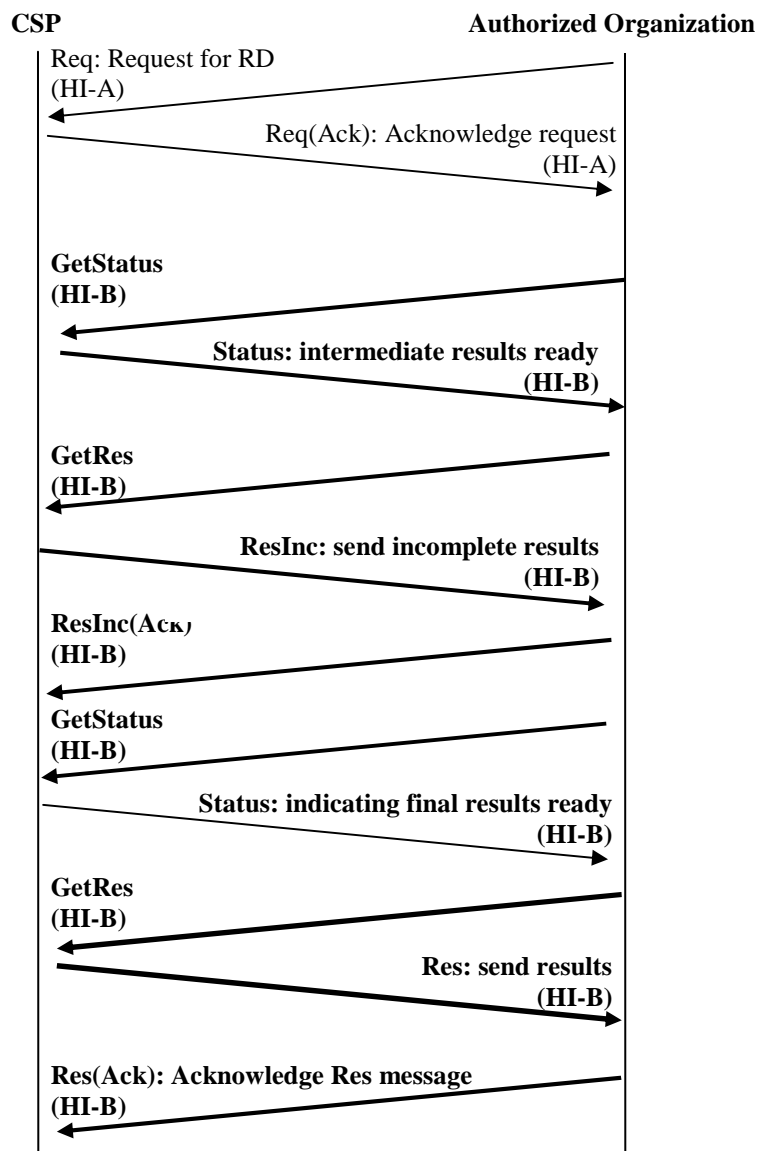 CSP
Authorized Organization
Req: Request for RD
(HI-A)
Req(Ack): Acknowledge request
(HI-A)
GetStatus
(HI-B)
Status: intermediate results ready
(HI-B)
GetRes
(HI-B)
ResInc: send incomplete results
(HI-B)
ResInc(Ack)
(HI-B)
GetStatus
(HI-B)
Status: indicating final results ready
(HI-B)
GetRes
(HI-B)
Res: send results
(HI-B)
Res(Ack): Acknowledge Res message
(HI-B)